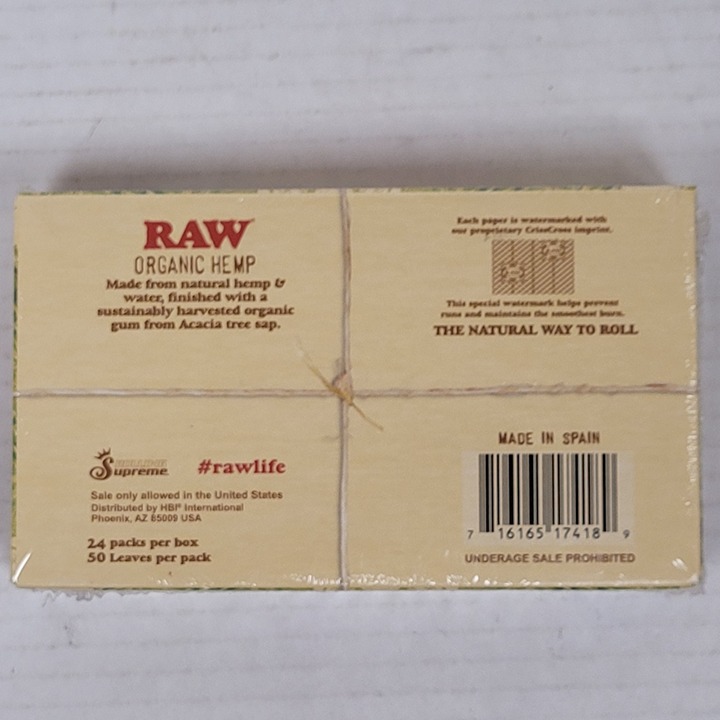 RAW
ORGANIC HEMP
Made from natural hemp &
water, finished with a
sustainably harvested organic
gum from Acacia tree sap.
Each paper is watermarked with
our proprietary CrissCross imprint.
This special watermark helps prevent
runs and maintains the smoothest burn.
THE NATURAL WAY TO ROLL
Supreme
#rawlife
Sale only allowed in the United States
Distributed by HBI® International
Phoenix, AZ 85009 USA
24 packs per box
50 Leaves per pack
MADE IN SPAIN
7 16165 17418 9
UNDERAGE SALE PROHIBITED